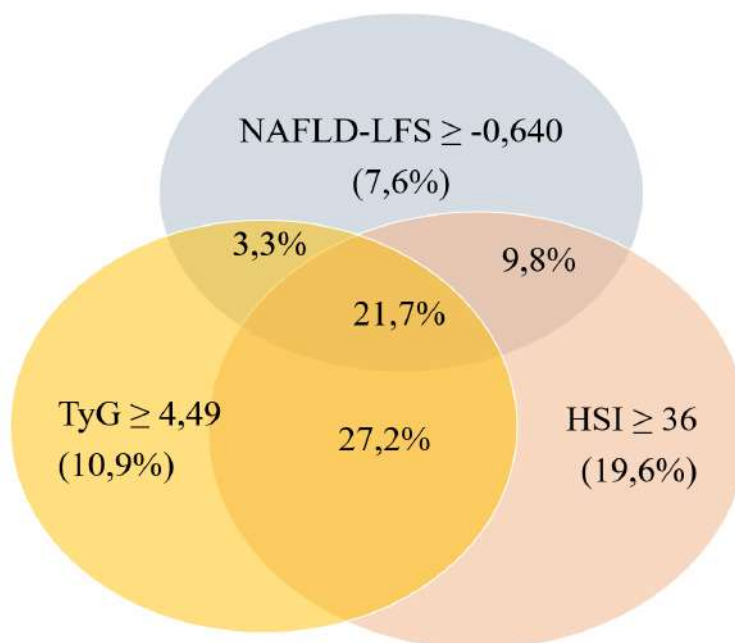 NAFLD-LFS ≥ -0,640
(7,6%)
3,3%
9,8%
21,7%
TyG ≥ 4,49
(10,9%)
27,2%
HSI ≥ 36
(19,6%)